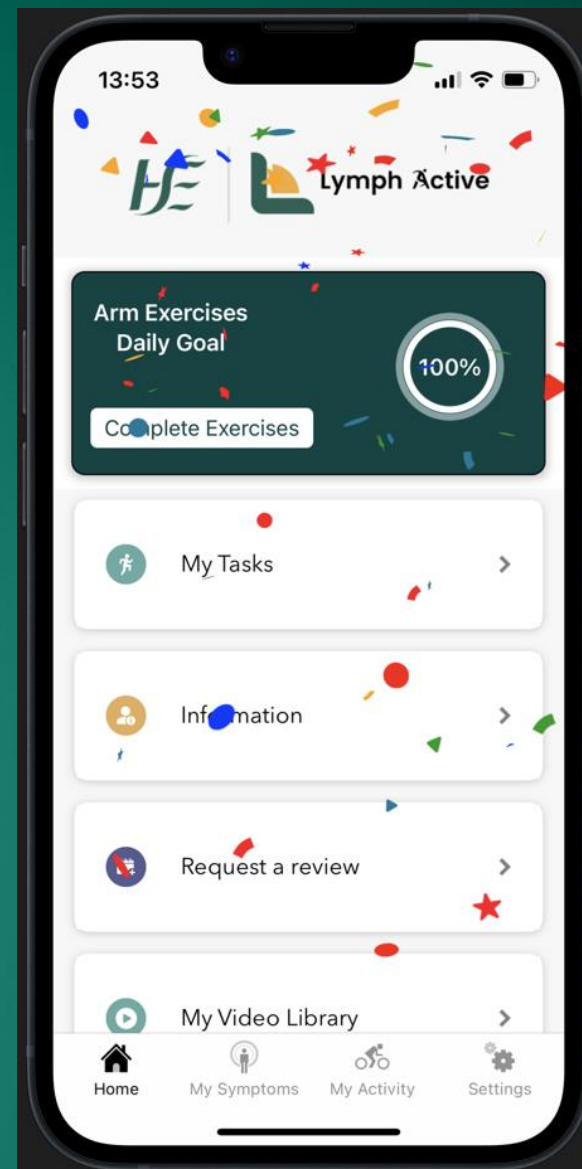 13:53
HSE
Lymph Active
Arm Exercises
Daily Goal
100%
Complete Exercises
My Tasks
Information
Request a review
My Video Library
Home
My Symptoms
My Activity
Settings